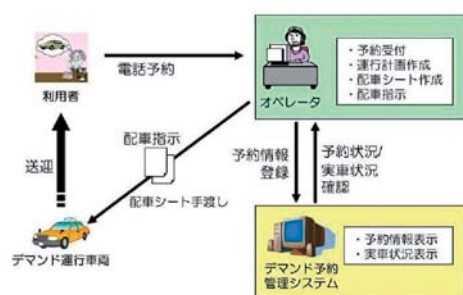 利用者
電話予約
オペレータ
・予約受付
・運行計画作成
・配車シート作成
・配車指示
送迎
配車指示
配車シート手渡し
予約情報
登録
予約状況/
実車状況
確認
デマンド運行車両
デマンド予約
管理システム
・予約情報表示
・実車状況表示